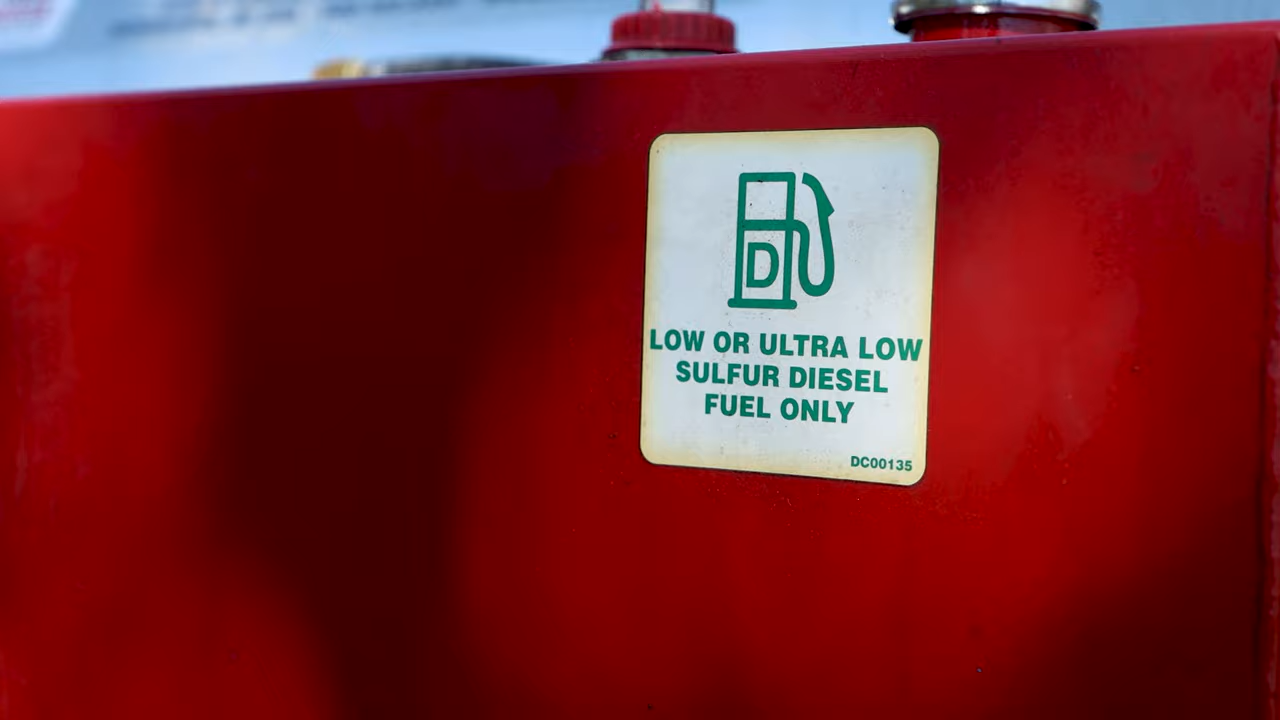 D
LOW OR ULTRA LOW
SULFUR DIESEL
FUEL ONLY
DC00135